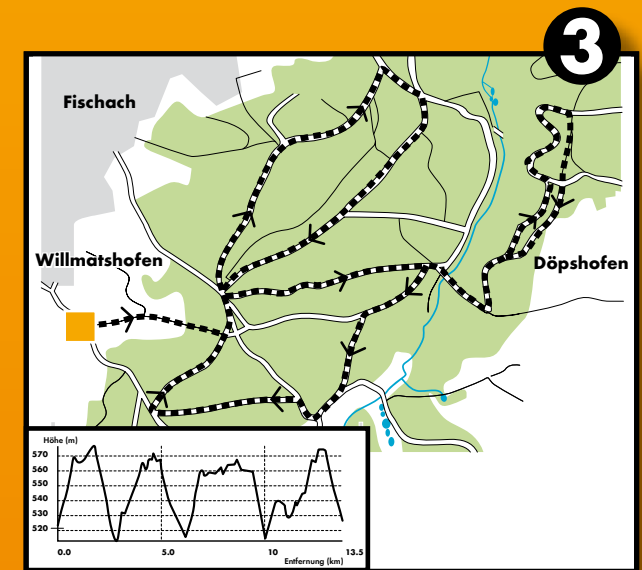 3
Fischach
Willmatshofen
Döpshofen
Höhe (m)
570
560
550
540
530
520
0.0 5.0 10 13.5
Entfernung (km)